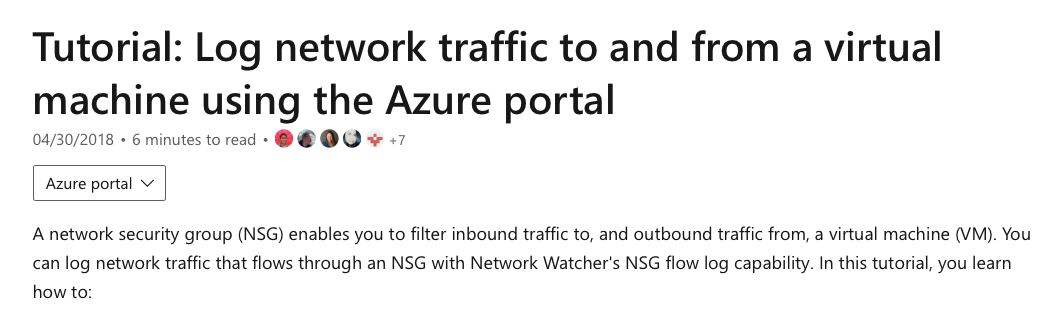 Tutorial: Log network traffic to and from a virtual
machine using the Azure portal
04/30/2018 • 6 minutes to read • +7
Azure portal
A network security group (NSG) enables you to filter inbound traffic to, and outbound traffic from, a virtual machine (VM). You
can log network traffic that flows through an NSG with Network Watcher's NSG flow log capability. In this tutorial, you learn
how to: